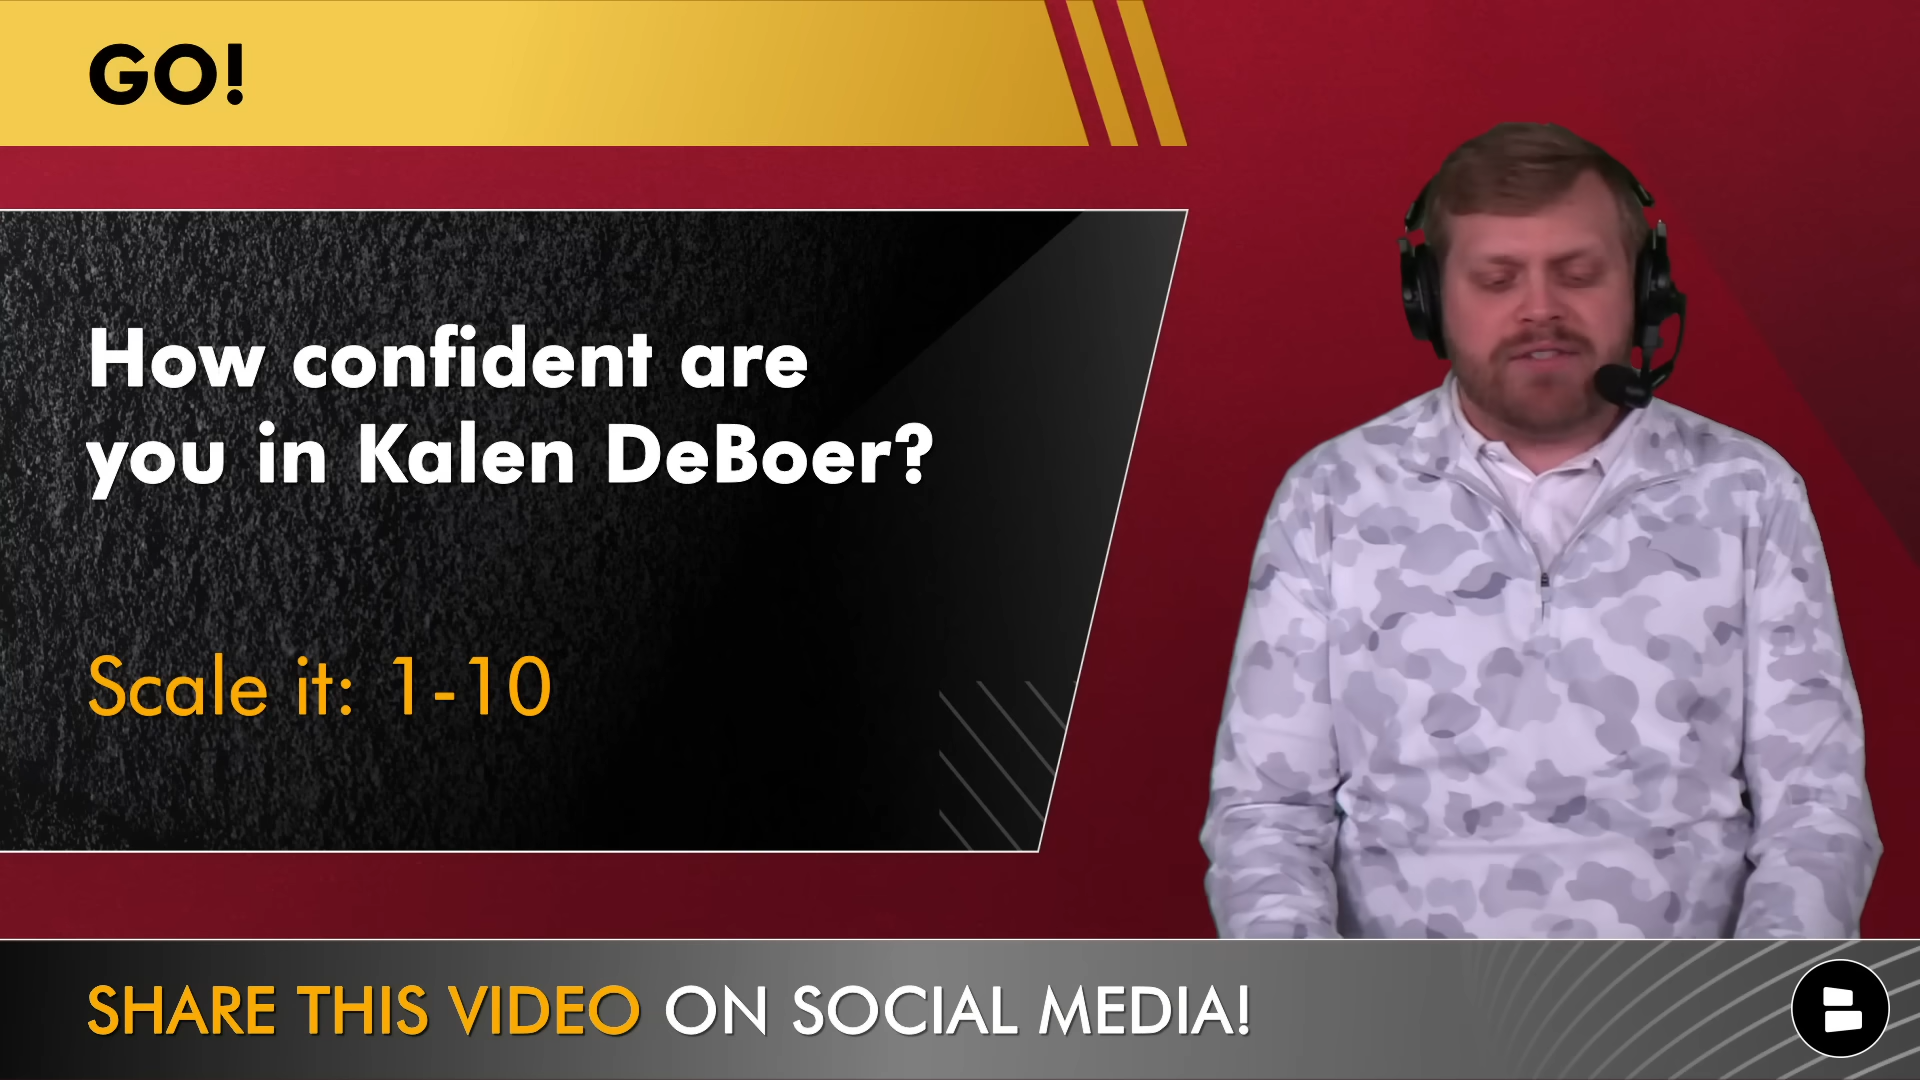 GO!
How confident are
you in Kalen DeBoer?
Scale it: 1-10
SHARE THIS VIDEO ON SOCIAL MEDIA!